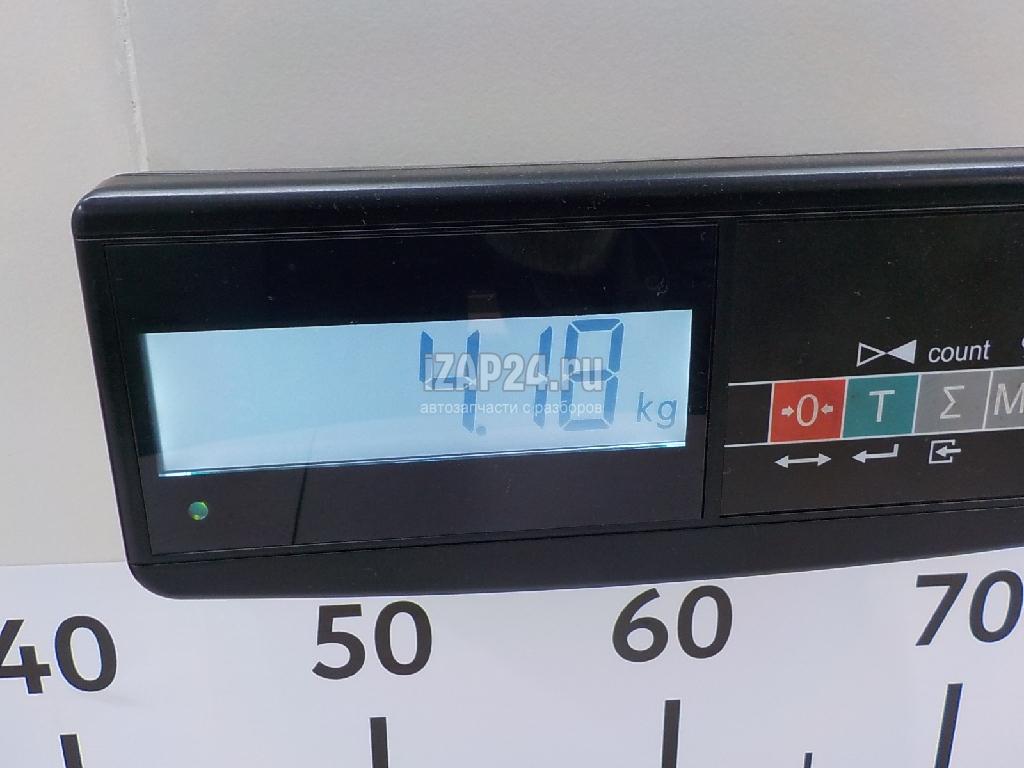 4.18 kg
iZAP24.ru
автозапчасти с разборов
count
0 T Σ M
40 50 60 70